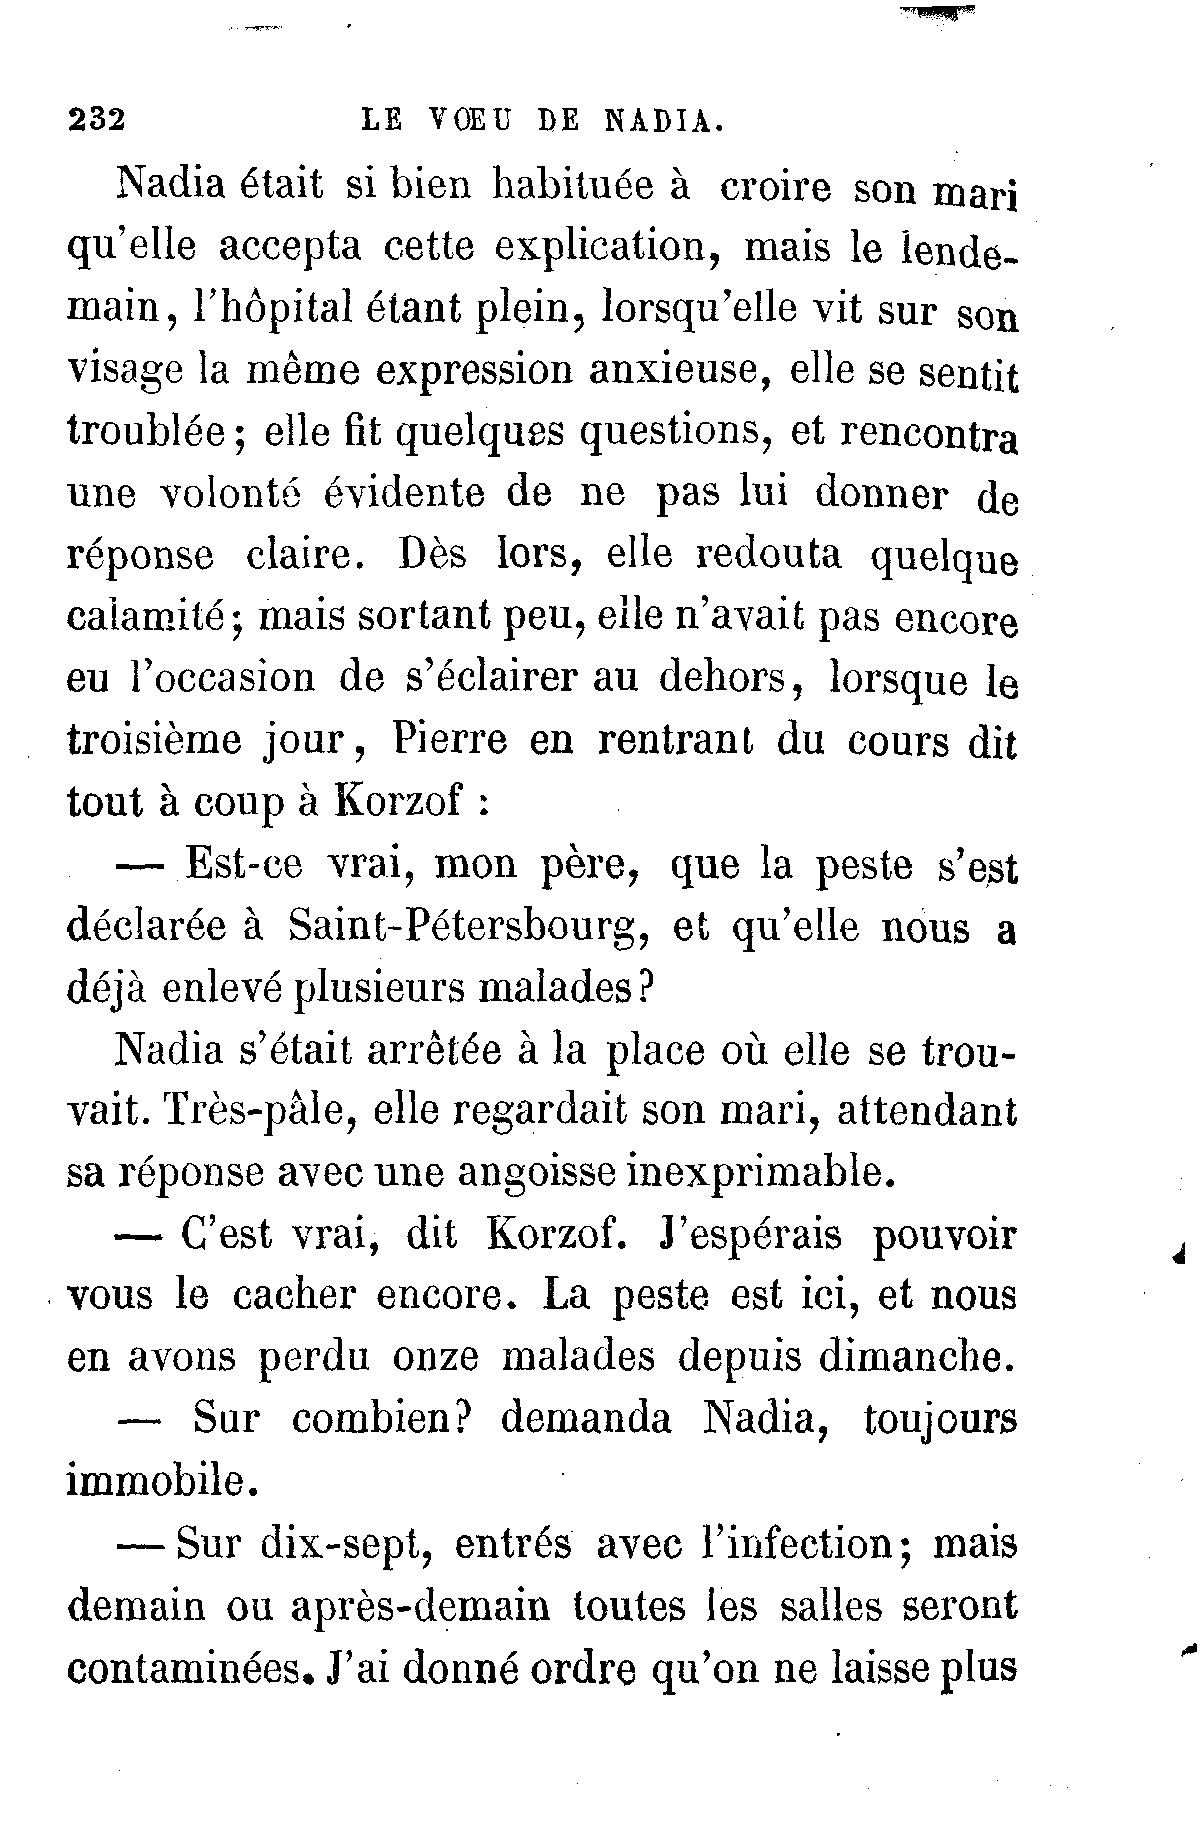 232 LE VŒU DE NADIA.
Nadia était si bien habituée à croire son mari
qu'elle accepta cette explication, mais le lende-
main, l'hôpital étant plein, lorsqu'elle vit sur son
visage la même expression anxieuse, elle se sentit
troublée; elle fit quelques questions, et rencontra
une volonté évidente de ne pas lui donner de
réponse claire. Dès lors, elle redouta quelque
calamité; mais sortant peu, elle n'avait pas encore
eu l'occasion de s'éclairer au dehors, lorsque le
troisième jour, Pierre en rentrant du cours dit
tout à coup à Korzof :
— Est-ce vrai, mon père, que la peste s'est
déclarée à Saint-Pétersbourg, et qu'elle nous a
déjà enlevé plusieurs malades?
Nadia s'était arrêtée à la place où elle se trou-
vait. Très-pâle, elle regardait son mari, attendant
sa réponse avec une angoisse inexprimable.
— C'est vrai, dit Korzof. J'espérais pouvoir
vous le cacher encore. La peste est ici, et nous
en avons perdu onze malades depuis dimanche.
— Sur combien? demanda Nadia, toujours
immobile.
— Sur dix-sept, entrés avec l'infection; mais
demain ou après-demain toutes les salles seront
contaminées. J'ai donné ordre qu'on ne laisse plus